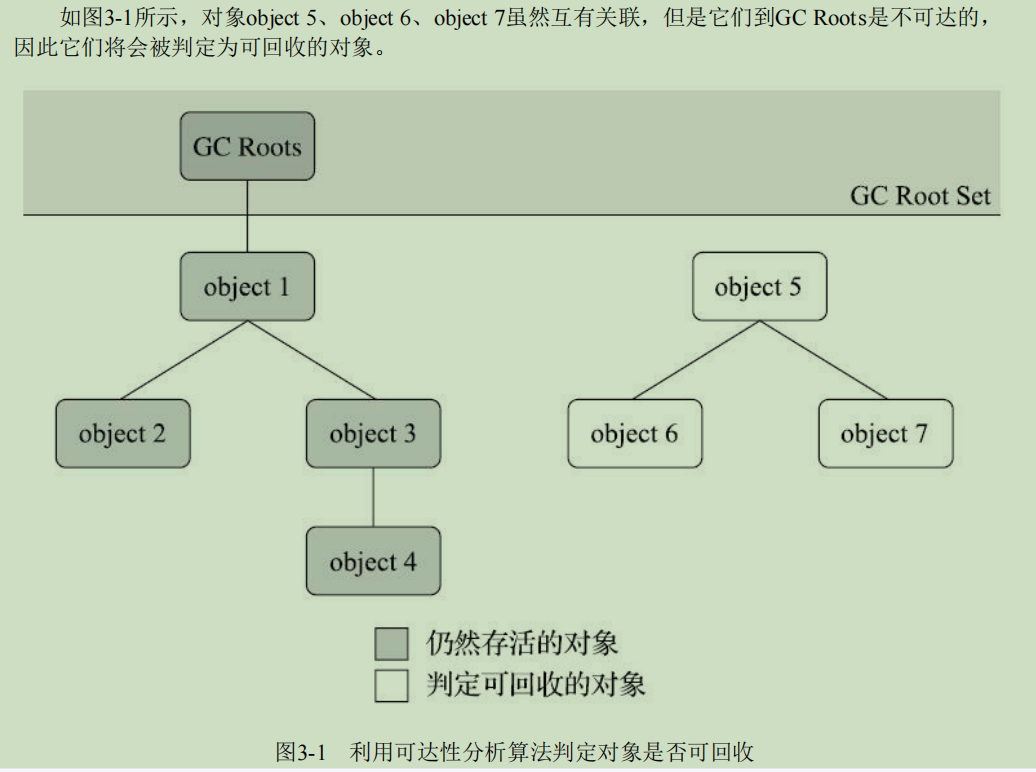 如图3-1所示，对象object 5、object 6、object 7虽然互有关联，但是它们到GC Roots是不可达的，
因此它们将会被判定为可回收的对象。
GC Roots
GC Root Set
object 1
object 5
object 2
object 3
object 6
object 7
object 4
仍然存活的对象
判定可回收的对象
图3-1 利用可达性分析算法判定对象是否可回收